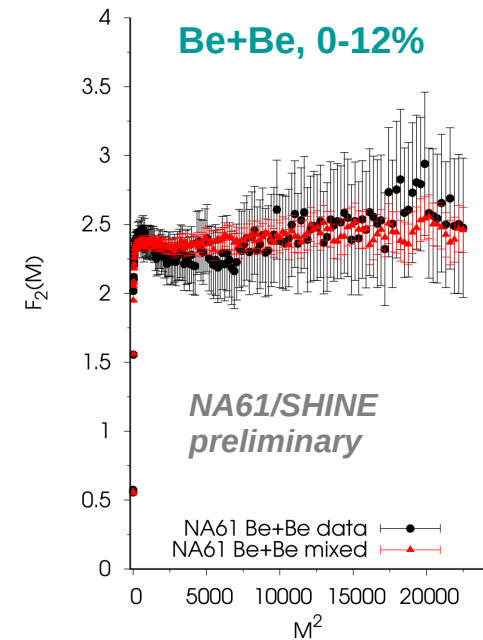 Be+Be, 0-12%
4
3.5
3
2.5
2
1.5
1
0.5
0
F2(M)
NA61/SHINE
preliminary
NA61 Be+Be data
NA61 Be+Be mixed
0 5000 10000 15000 20000
M²